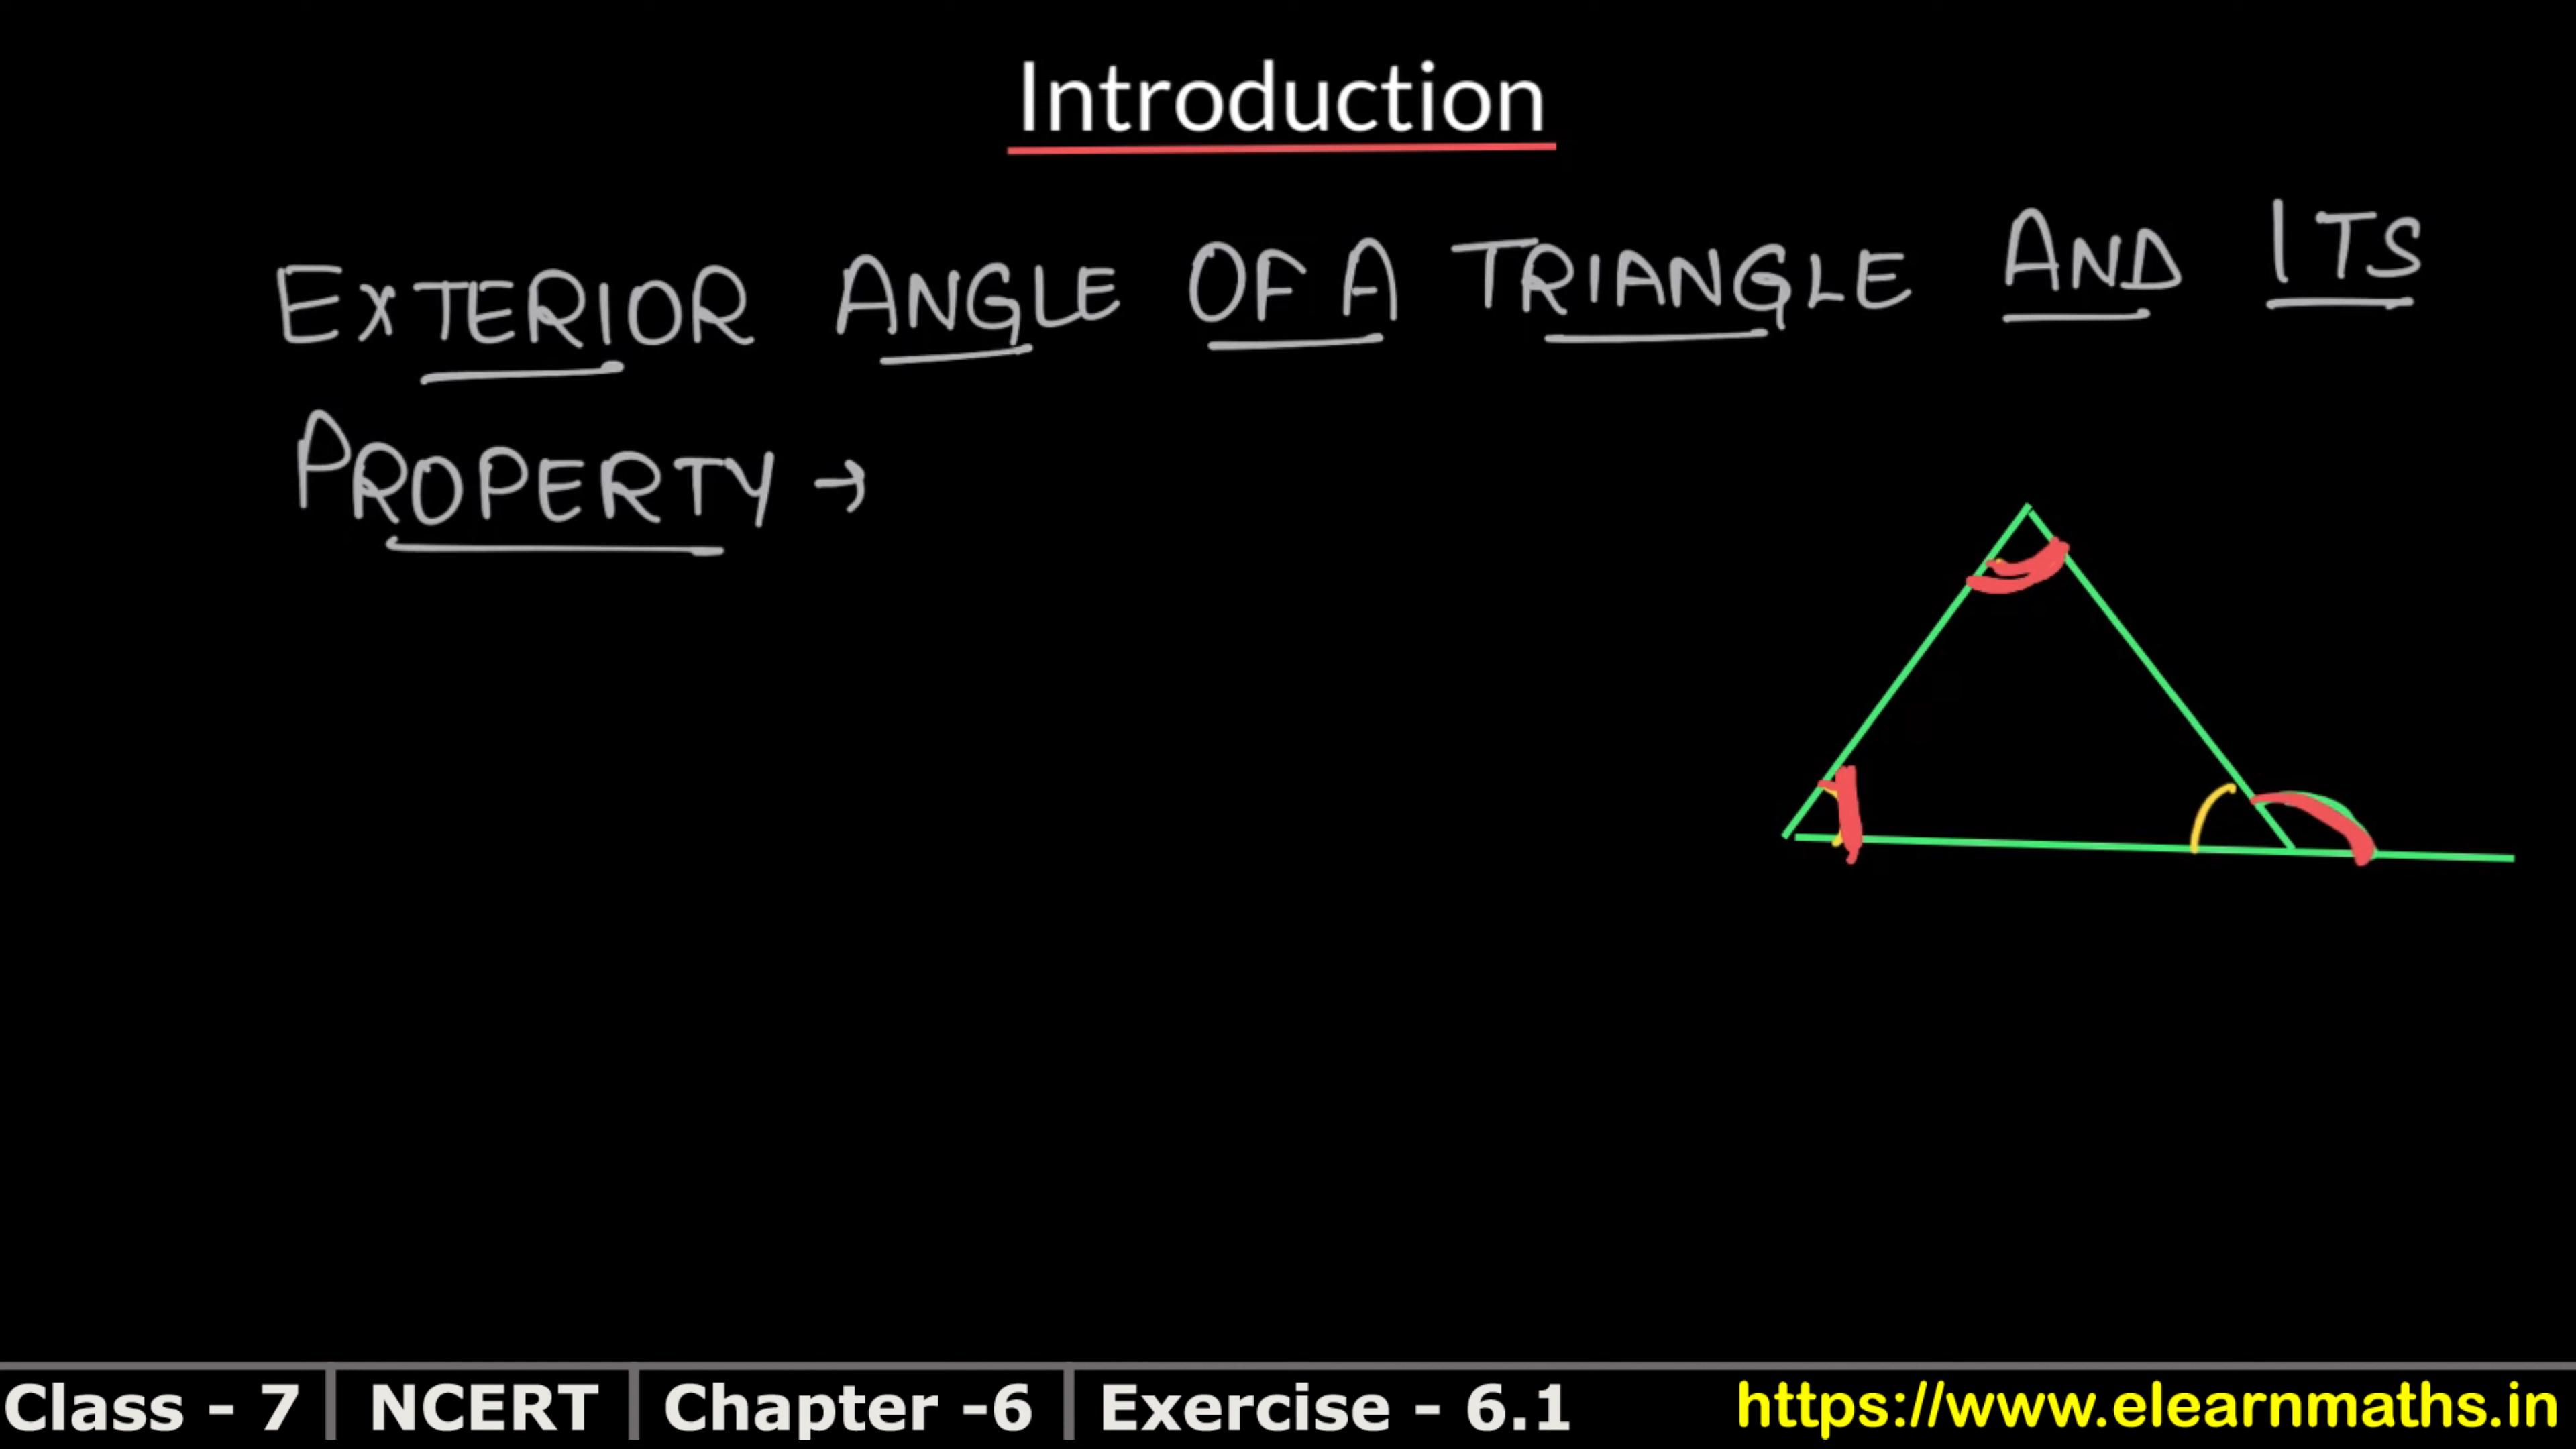 Introduction
EXTERIOR ANGLE OF A TRIANGLE AND ITS
PROPERTY →
Class - 7 | NCERT | Chapter -6 | Exercise - 6.1 https://www.elearnmaths.in